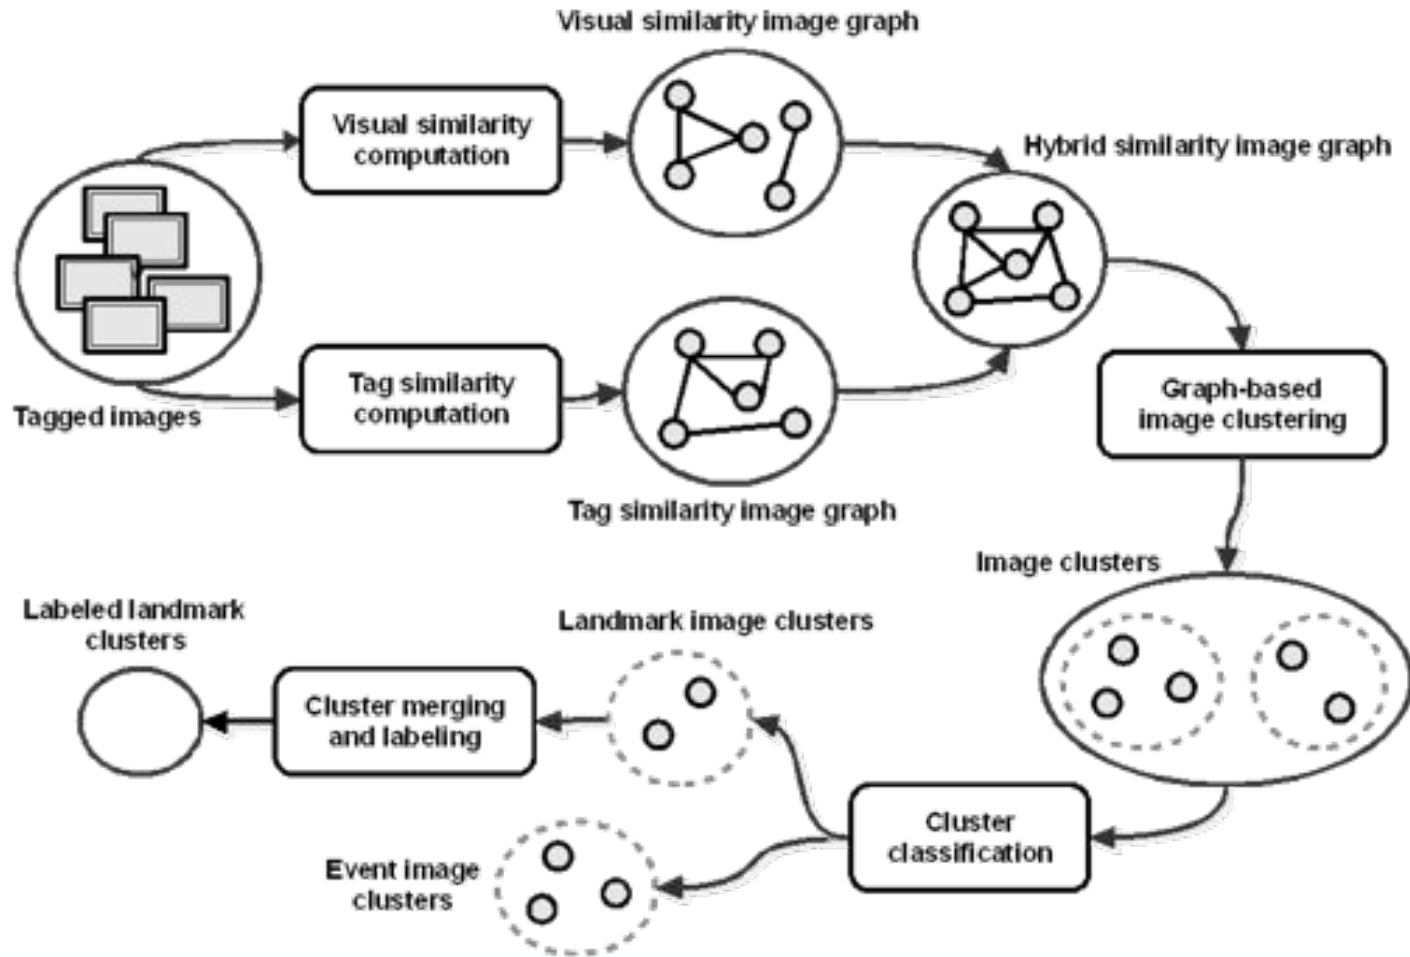 Visual similarity image graph
Visual similarity
computation
Hybrid similarity image graph
Tagged images
Tag similarity
computation
Graph-based
image clustering
Tag similarity image graph
Image clusters
Labeled landmark
clusters
Landmark image clusters
Cluster merging
and labeling
Cluster
classification
Event image
clusters